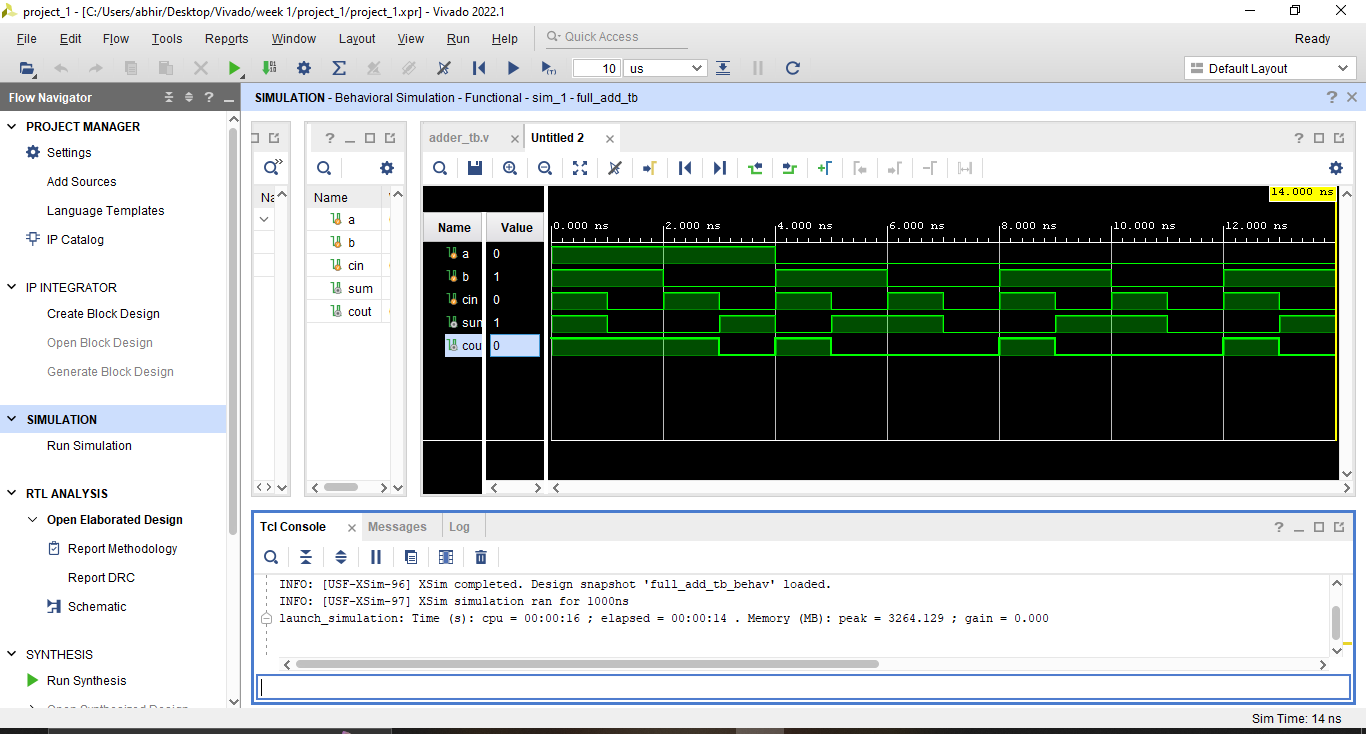 project_1 - [C:/Users/abhir/Desktop/Vivado/week 1/project_1/project_1.xpr] - Vivado 2022.1
File Edit Flow Tools Reports Window Layout View Run Help Quick Access Ready
10 us Default Layout
Flow Navigator
SIMULATION - Behavioral Simulation - Functional - sim_1 - full_add_tb
PROJECT MANAGER
Settings
Add Sources
Language Templates
IP Catalog
IP INTEGRATOR
Create Block Design
Open Block Design
Generate Block Design
SIMULATION
Run Simulation
RTL ANALYSIS
Open Elaborated Design
Report Methodology
Report DRC
Schematic
SYNTHESIS
Run Synthesis
Open Synthesized Design
Na
Name
a
b
cin
sum
cout
adder_tb.v Untitled 2
14.000 ns
Name Value
0.000 ns 2.000 ns 4.000 ns 6.000 ns 8.000 ns 10.000 ns 12.000 ns
a 0
b 1
cin 0
sun 1
cou 0
Tcl Console Messages Log
INFO: [USF-XSim-96] XSim completed. Design snapshot 'full_add_tb_behav' loaded.
INFO: [USF-XSim-97] XSim simulation ran for 1000ns
launch_simulation: Time (s): cpu = 00:00:16 ; elapsed = 00:00:14 . Memory (MB): peak = 3264.129 ; gain = 0.000
Sim Time: 14 ns